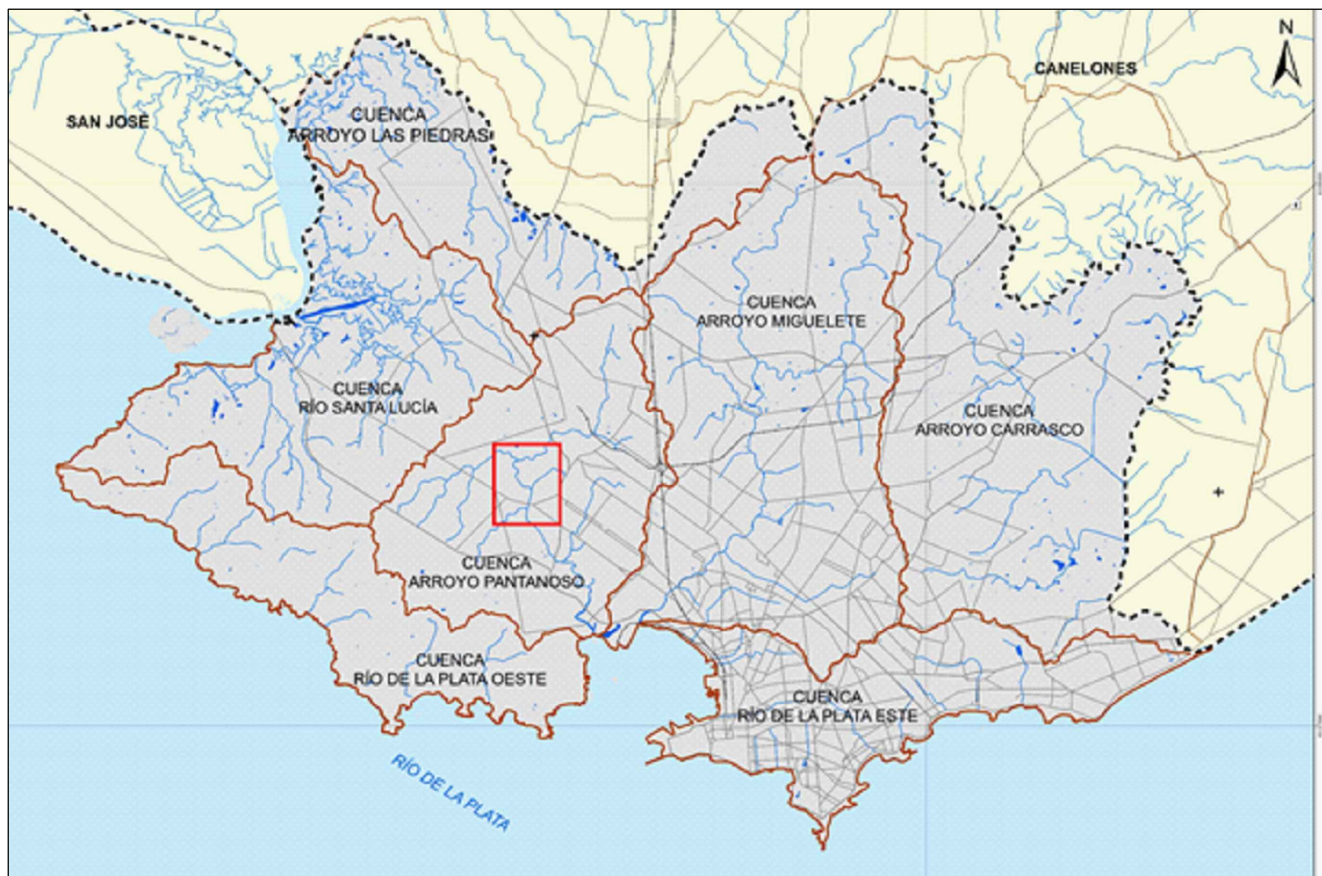 N
CANELONES
SAN JOSÉ
CUENCA
ARROYO LAS PIEDRAS
CUENCA
ARROYO MIGUELETE
CUENCA
RÍO SANTA LUCÍA
CUENCA
ARROYO CARRASCO
CUENCA
ARROYO PANTANOSO
CUENCA
RÍO DE LA PLATA OESTE
CUENCA
RÍO DE LA PLATA ESTE
RÍO DE LA PLATA